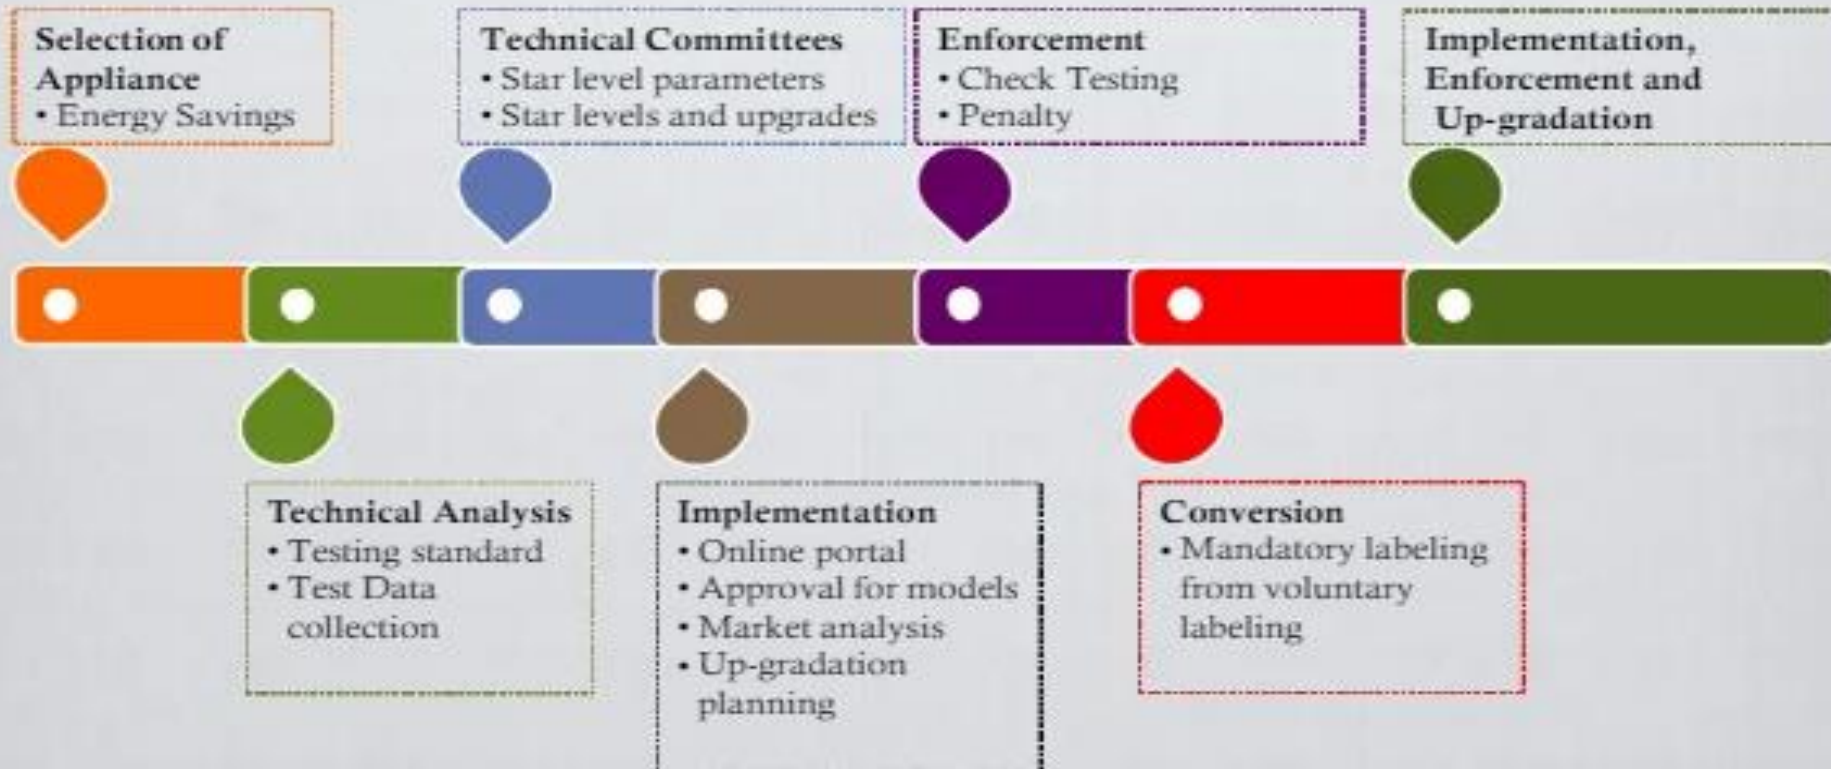 Selection of
Appliance
• Energy Savings
Technical Committees
• Star level parameters
• Star levels and upgrades
Enforcement
• Check Testing
• Penalty
Implementation,
Enforcement and
Up-gradation
Technical Analysis
• Testing standard
• Test Data
collection
Implementation
• Online portal
• Approval for models
• Market analysis
• Up-gradation
planning
Conversion
• Mandatory labeling
from voluntary
labeling